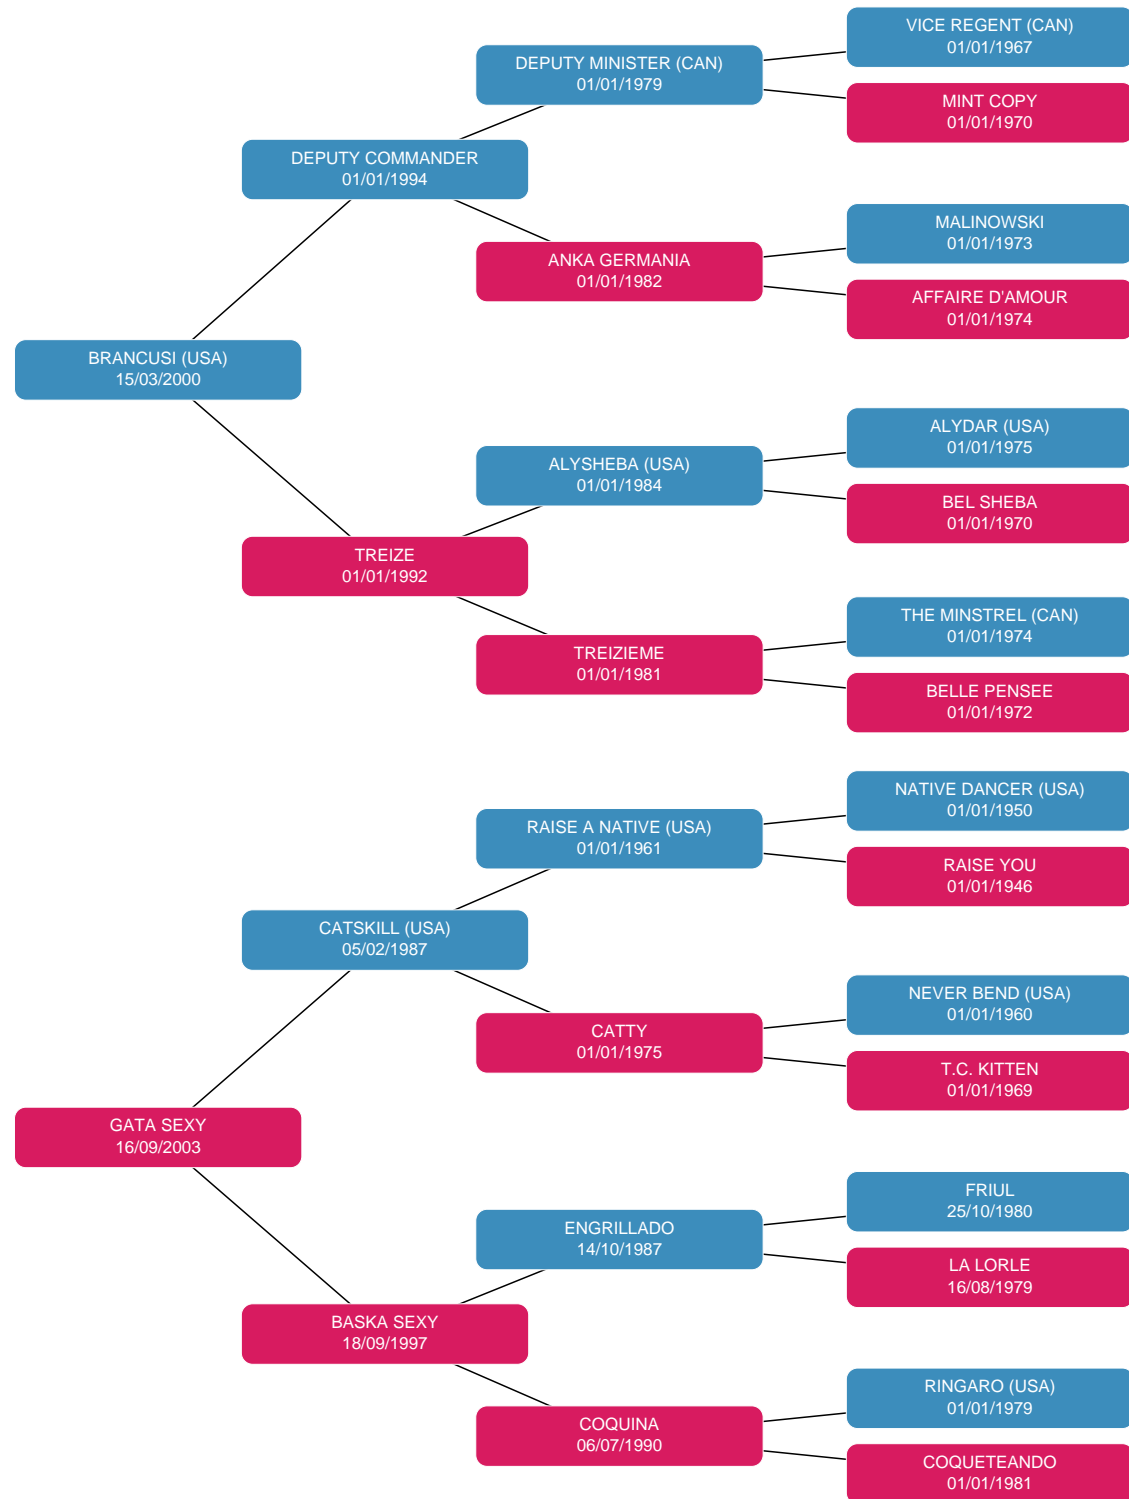 VICE REGENT (CAN)
01/01/1967
DEPUTY MINISTER (CAN)
01/01/1979
MINT COPY
01/01/1970
DEPUTY COMMANDER
01/01/1994
MALINOWSKI
01/01/1973
ANKA GERMANIA
01/01/1982
AFFAIRE D'AMOUR
01/01/1974
BRANCUSI (USA)
15/03/2000
ALYDAR (USA)
01/01/1975
ALYSHEBA (USA)
01/01/1984
BEL SHEBA
01/01/1970
TREIZE
01/01/1992
THE MINSTREL (CAN)
01/01/1974
TREIZIEME
01/01/1981
BELLE PENSEE
01/01/1972
NATIVE DANCER (USA)
01/01/1950
RAISE A NATIVE (USA)
01/01/1961
RAISE YOU
01/01/1946
CATSKILL (USA)
05/02/1987
NEVER BEND (USA)
01/01/1960
CATTY
01/01/1975
T.C. KITTEN
01/01/1969
GATA SEXY
16/09/2003
FRIUL
25/10/1980
ENGRILLADO
14/10/1987
LA LORLE
16/08/1979
BASKA SEXY
18/09/1997
RINGARO (USA)
01/01/1979
COQUINA
06/07/1990
COQUETEANDO
01/01/1981